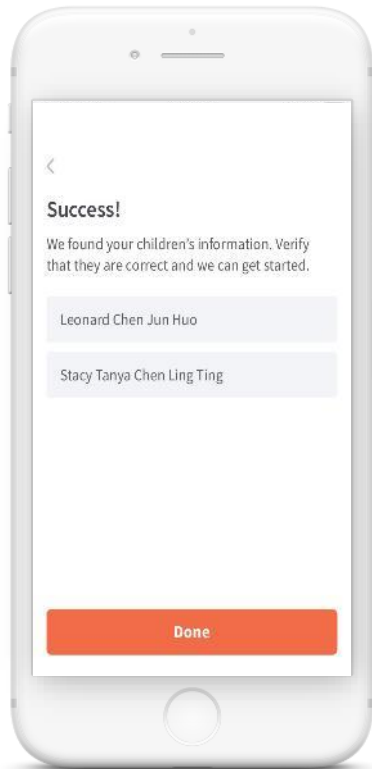 Success!
We found your children's information. Verify
that they are correct and we can get started.
Leonard Chen Jun Huo
Stacy Tanya Chen Ling Ting
Done